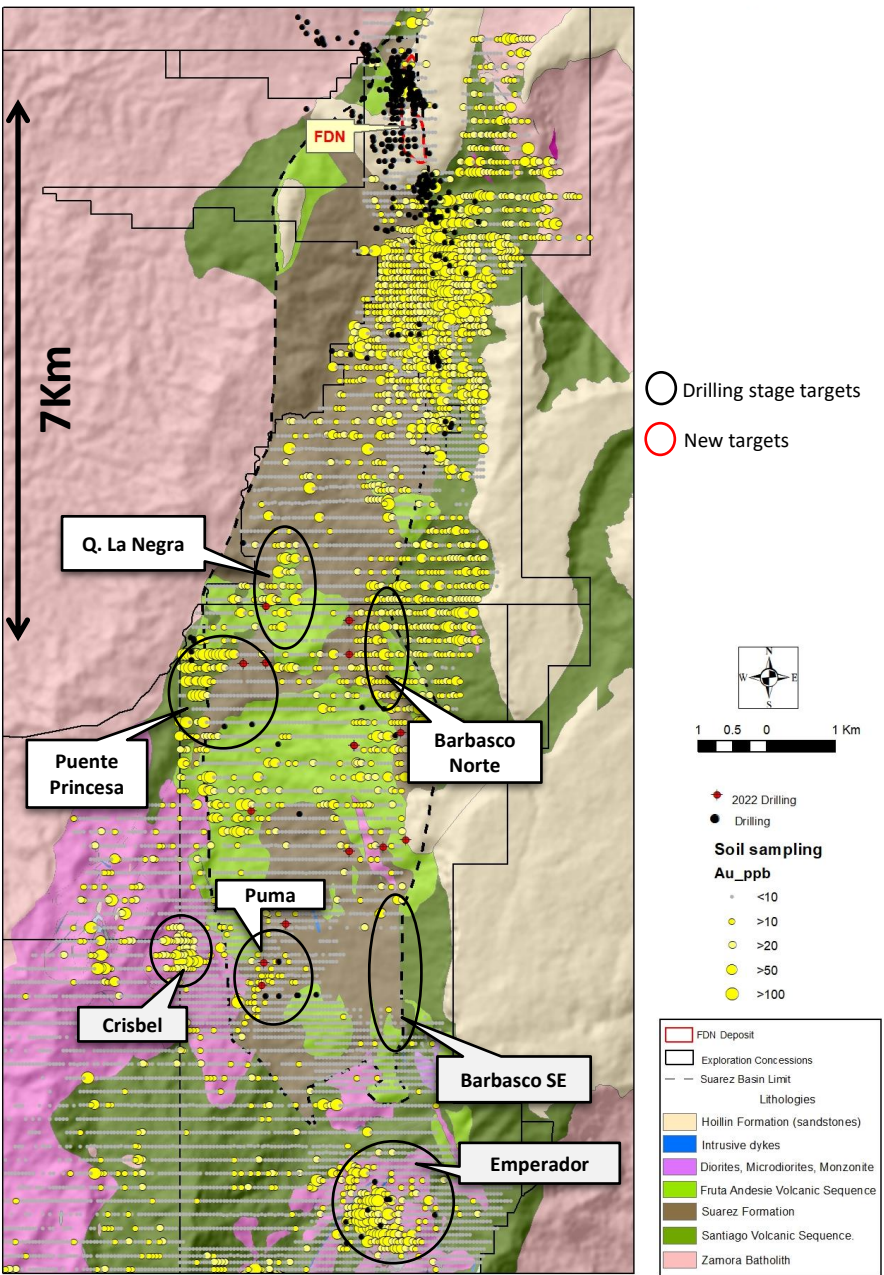 FDN
7Km
Drilling stage targets
New targets
Q. La Negra
Puente
Princesa
Barbasco
Norte
Puma
Crisbel
Barbasco SE
Emperador
N
W
E
S
1 0.5 0 1 Km
2022 Drilling
Drilling
Soil sampling
Au_ppb
<10
>10
>20
>50
>100
FDN Deposit
Exploration Concessions
Suarez Basin Limit
Lithologies
Hoillin Formation (sandstones)
Intrusive dykes
Diorites, Microdiorites, Monzonite
Fruta Andesie Volcanic Sequence
Suarez Formation
Santiago Volcanic Sequence.
Zamora Batholith